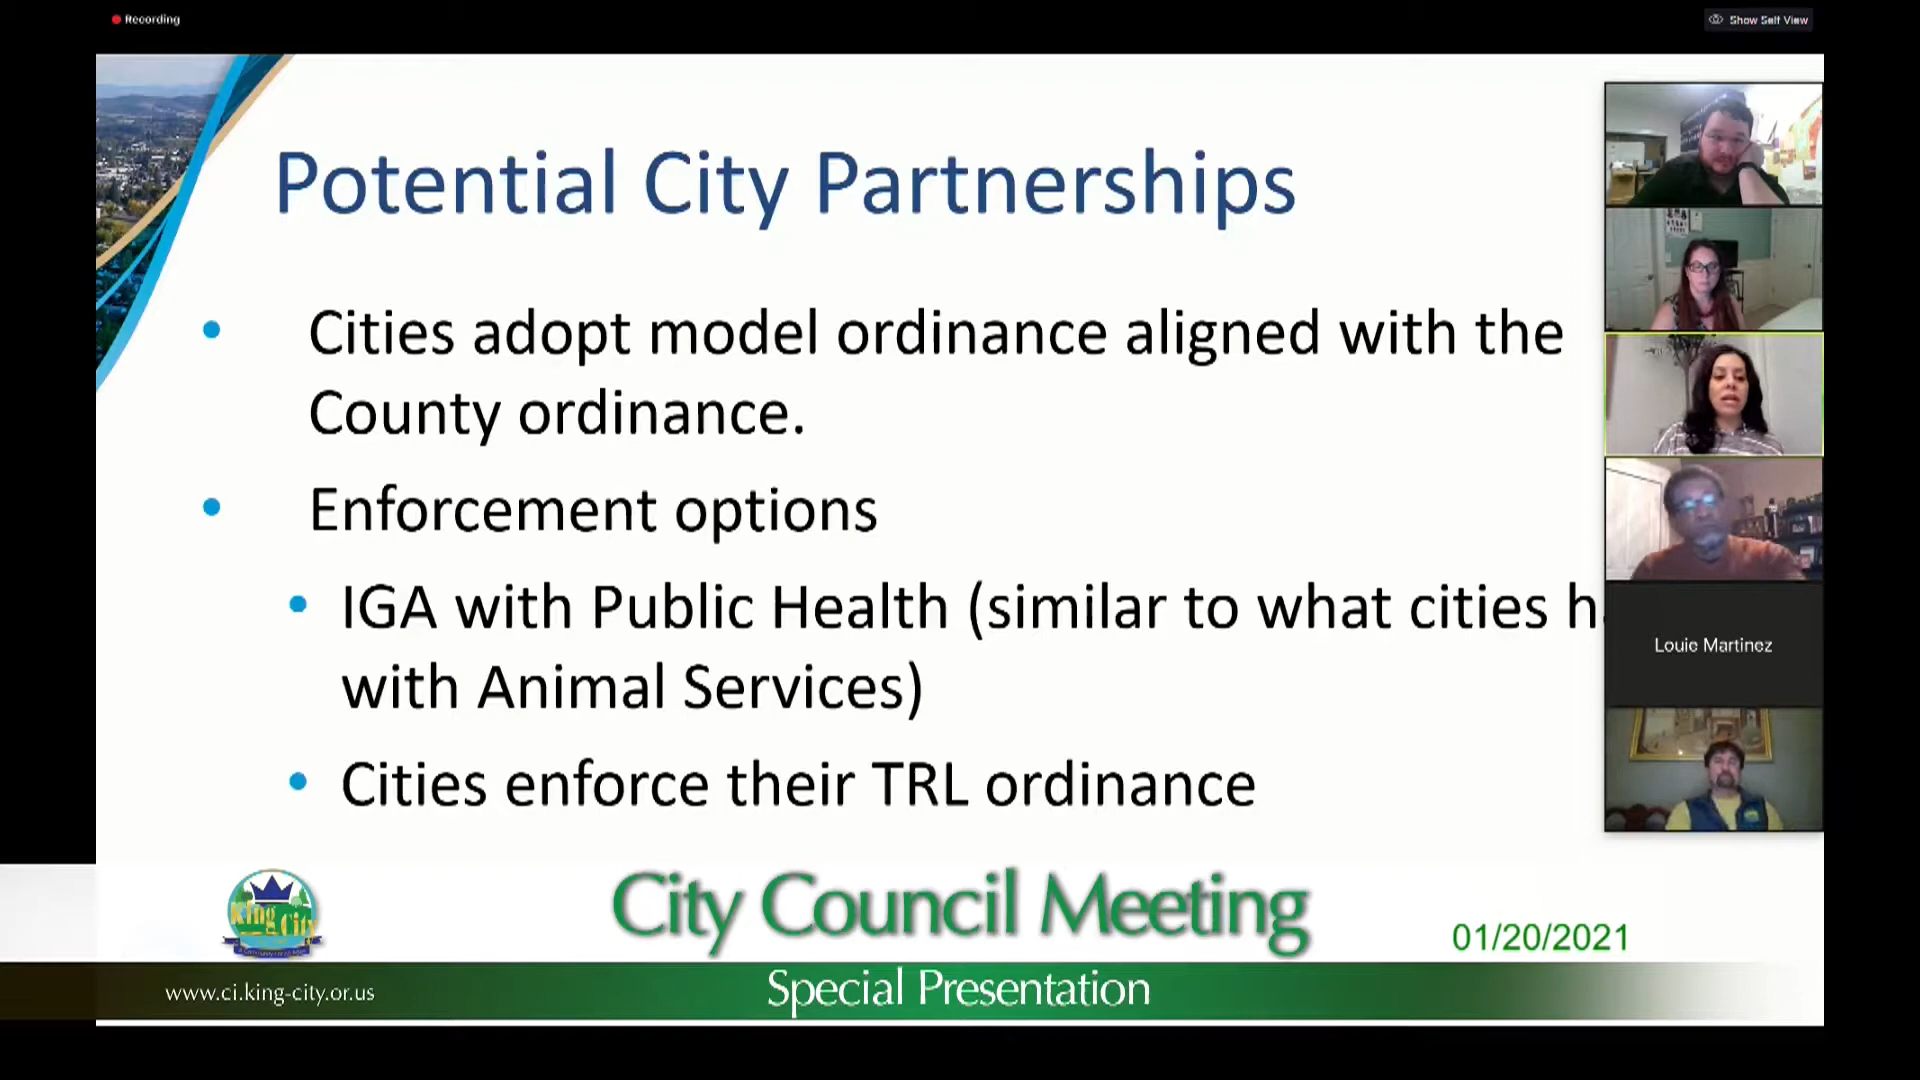 Recording
Show Self View
Potential City Partnerships
• Cities adopt model ordinance aligned with the
County ordinance.
• Enforcement options
• IGA with Public Health (similar to what cities h
with Animal Services)
• Cities enforce their TRL ordinance
Louie Martinez
King City
City Council Meeting
01/20/2021
www.ci.king-city.or.us
Special Presentation